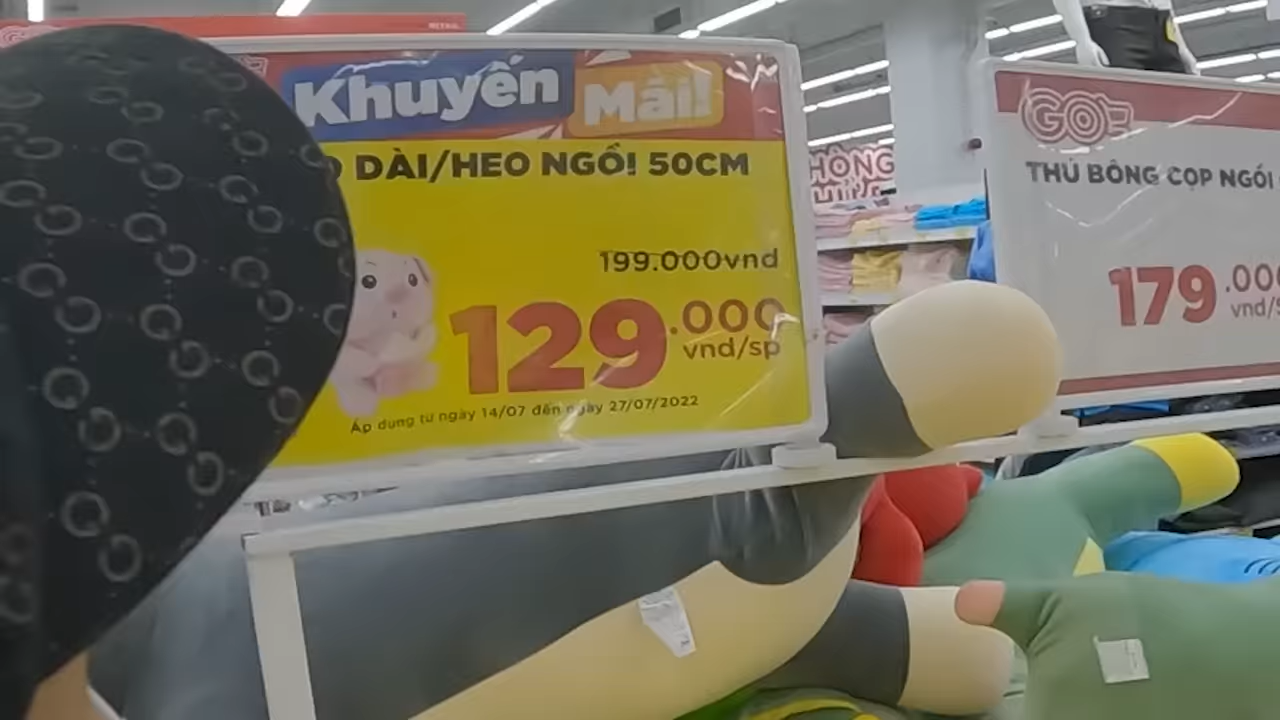 Khuyến Mãi!
DÀI/HEO NGỒI 50CM
199.000vnd
129.000
vnd/sp
Áp dụng từ ngày 14/07 đến ngày 27/07/2022
GO!
THÚ BÔNG CỌP NGỒI
179.000
vnd/